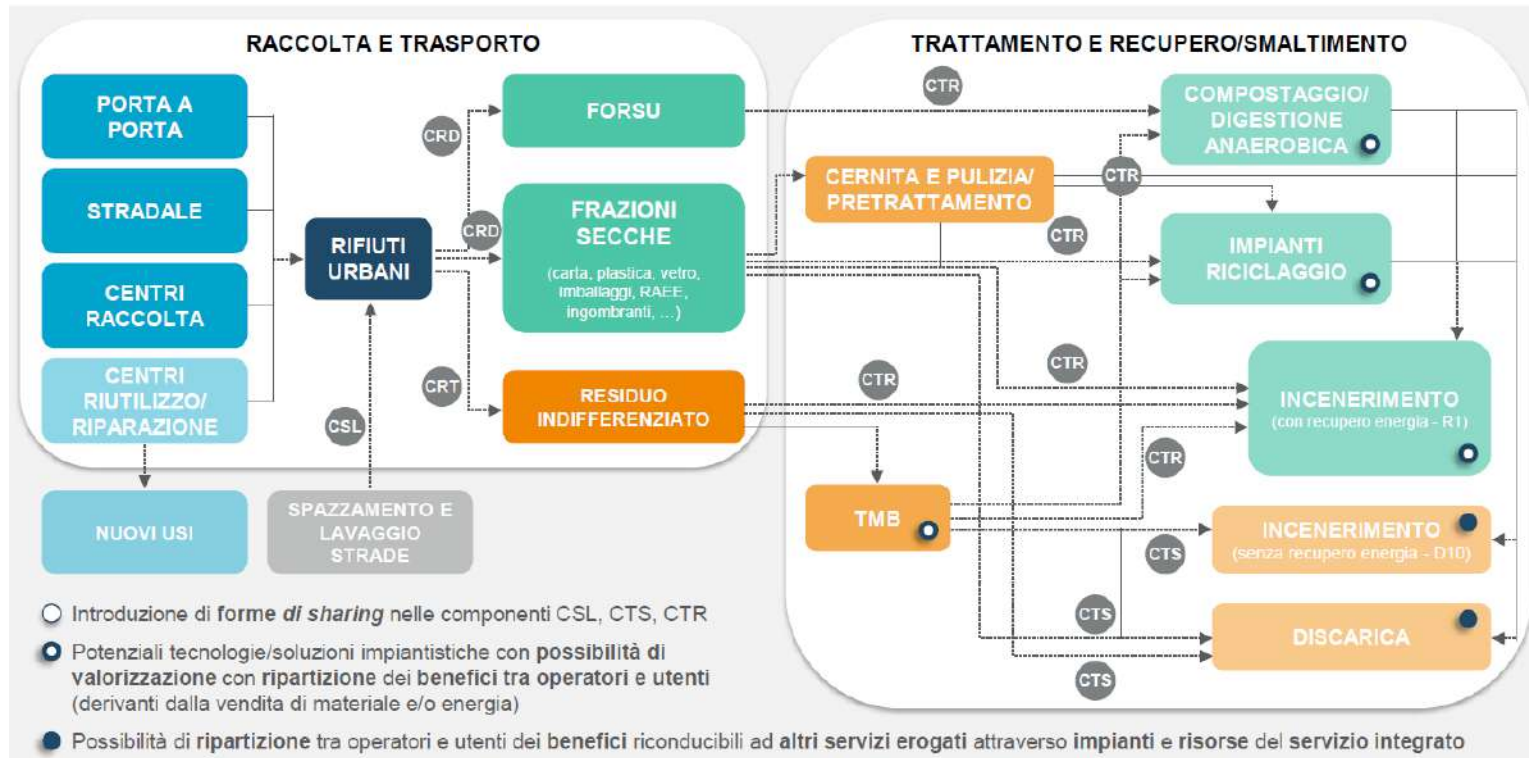 RACCOLTA E TRASPORTO
PORTA A
PORTA
STRADALE
CENTRI
RACCOLTA
CENTRI
RIUTILIZZO/
RIPARAZIONE
NUOVI USI
SPAZZAMENTO E
LAVAGGIO
STRADE
CSL
RIFIUTI
URBANI
CRD
CRD
CRT
FORSU
FRAZIONI
SECCHE
(carta, plastica, vetro,
imballaggi, RAEE,
ingombranti, …)
RESIDUO
INDIFFERENZIATO
TRATTAMENTO E RECUPERO/SMALTIMENTO
CTR
CERNITA E PULIZIA/
PRETRATTAMENTO
CTR
CTR
CTR
CTR
CTR
TMB
CTS
CTS
CTS
COMPOSTAGGIO/
DIGESTIONE
ANAEROBICA
IMPIANTI
RICICLAGGIO
INCENERIMENTO
(con recupero energia - R1)
INCENERIMENTO
(senza recupero energia - D10)
DISCARICA
Introduzione di forme di sharing nelle componenti CSL, CTS, CTR
Potenziali tecnologie/soluzioni impiantistiche con possibilità di
valorizzazione con ripartizione dei benefici tra operatori e utenti
(derivanti dalla vendita di materiale e/o energia)
Possibilità di ripartizione tra operatori e utenti dei benefici riconducibili ad altri servizi erogati attraverso impianti e risorse del servizio integrato